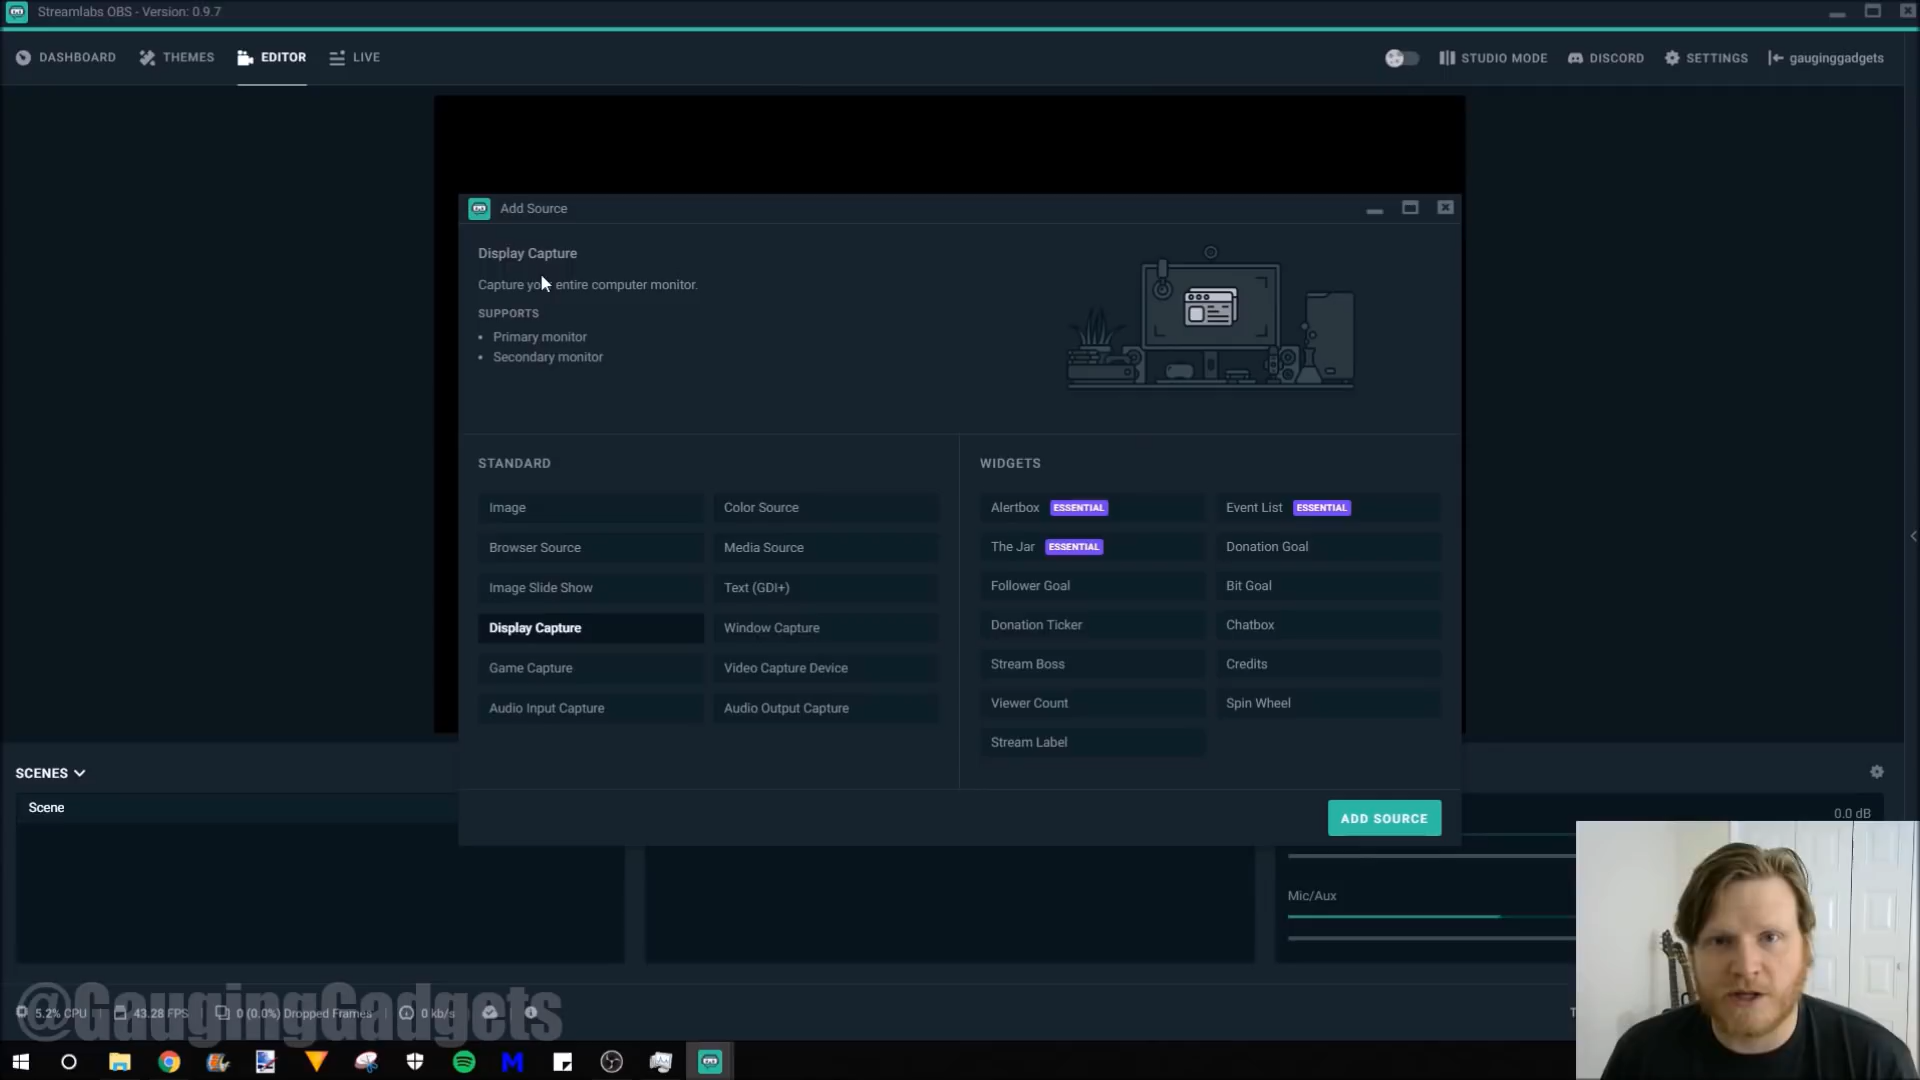 Streamlabs OBS - Version: 0.9.7
DASHBOARD THEMES EDITOR LIVE STUDIO MODE DISCORD SETTINGS gauginggadgets
Add Source
Display Capture
Capture your entire computer monitor.
SUPPORTS
• Primary monitor
• Secondary monitor
STANDARD
Image Color Source
Browser Source Media Source
Image Slide Show Text (GDI+)
Display Capture Window Capture
Game Capture Video Capture Device
Audio Input Capture Audio Output Capture
WIDGETS
Alertbox ESSENTIAL Event List ESSENTIAL
The Jar ESSENTIAL Donation Goal
Follower Goal Bit Goal
Donation Ticker Chatbox
Stream Boss Credits
Viewer Count Spin Wheel
Stream Label
ADD SOURCE
SCENES
Scene
0.0 dB
Mic/Aux
@GaugingGadgets
5.2% CPU 43.28 FPS 0 (0.0%) Dropped Frames 0 kb/s